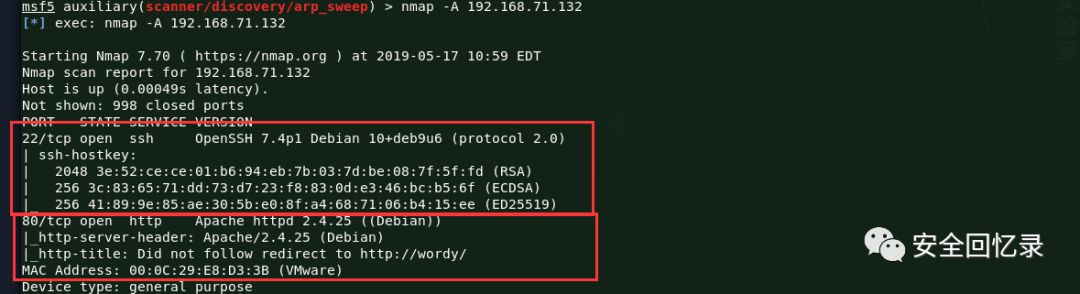 msf5 auxiliary(scanner/discovery/arp_sweep) > nmap -A 192.168.71.132
[*] exec: nmap -A 192.168.71.132
Starting Nmap 7.70 ( https://nmap.org ) at 2019-05-17 10:59 EDT
Nmap scan report for 192.168.71.132
Host is up (0.00049s latency).
Not shown: 998 closed ports
PORT STATE SERVICE VERSION
22/tcp open ssh OpenSSH 7.4p1 Debian 10+deb9u6 (protocol 2.0)
| ssh-hostkey:
| 2048 3e:52:ce:ce:01:b6:94:eb:7b:03:7d:be:08:7f:5f:fd (RSA)
| 256 3c:83:65:71:dd:73:d7:23:f8:83:0d:e3:46:bc:b5:6f (ECDSA)
|_ 256 41:89:9e:85:ae:30:5b:e0:8f:a4:68:71:06:b4:15:ee (ED25519)
80/tcp open http Apache httpd 2.4.25 ((Debian))
|_http-server-header: Apache/2.4.25 (Debian)
|_http-title: Did not follow redirect to http://wordy/
MAC Address: 00:0C:29:E8:D3:3B (VMware)
Device type: general purpose
安全回忆录
验室